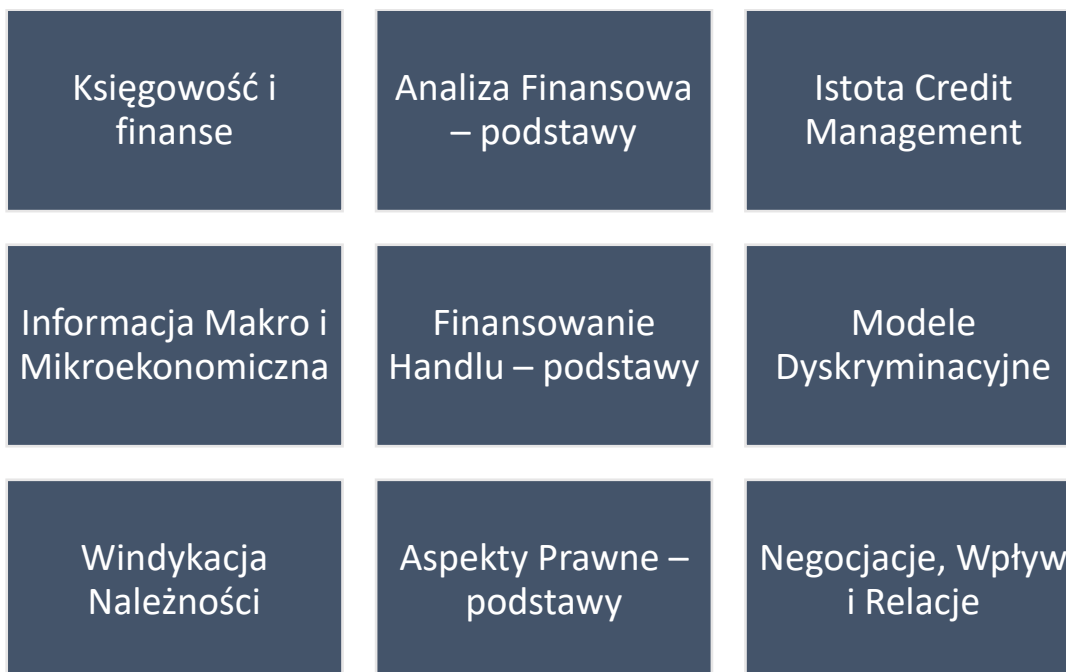 Księgowość i
finanse
Analiza Finansowa
– podstawy
Istota Credit
Management
Informacja Makro i
Mikroekonomiczna
Finansowanie
Handlu – podstawy
Modele
Dyskryminacyjne
Windykacja
Należności
Aspekty Prawne –
podstawy
Negocjacje, Wpływ
i Relacje